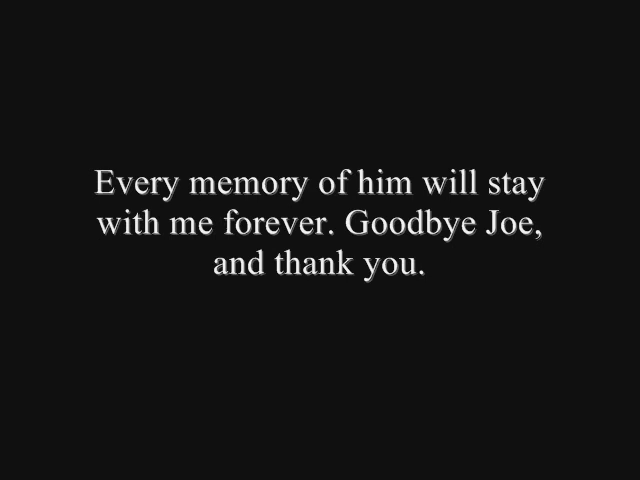 Every memory of him will stay
with me forever. Goodbye Joe,
and thank you.